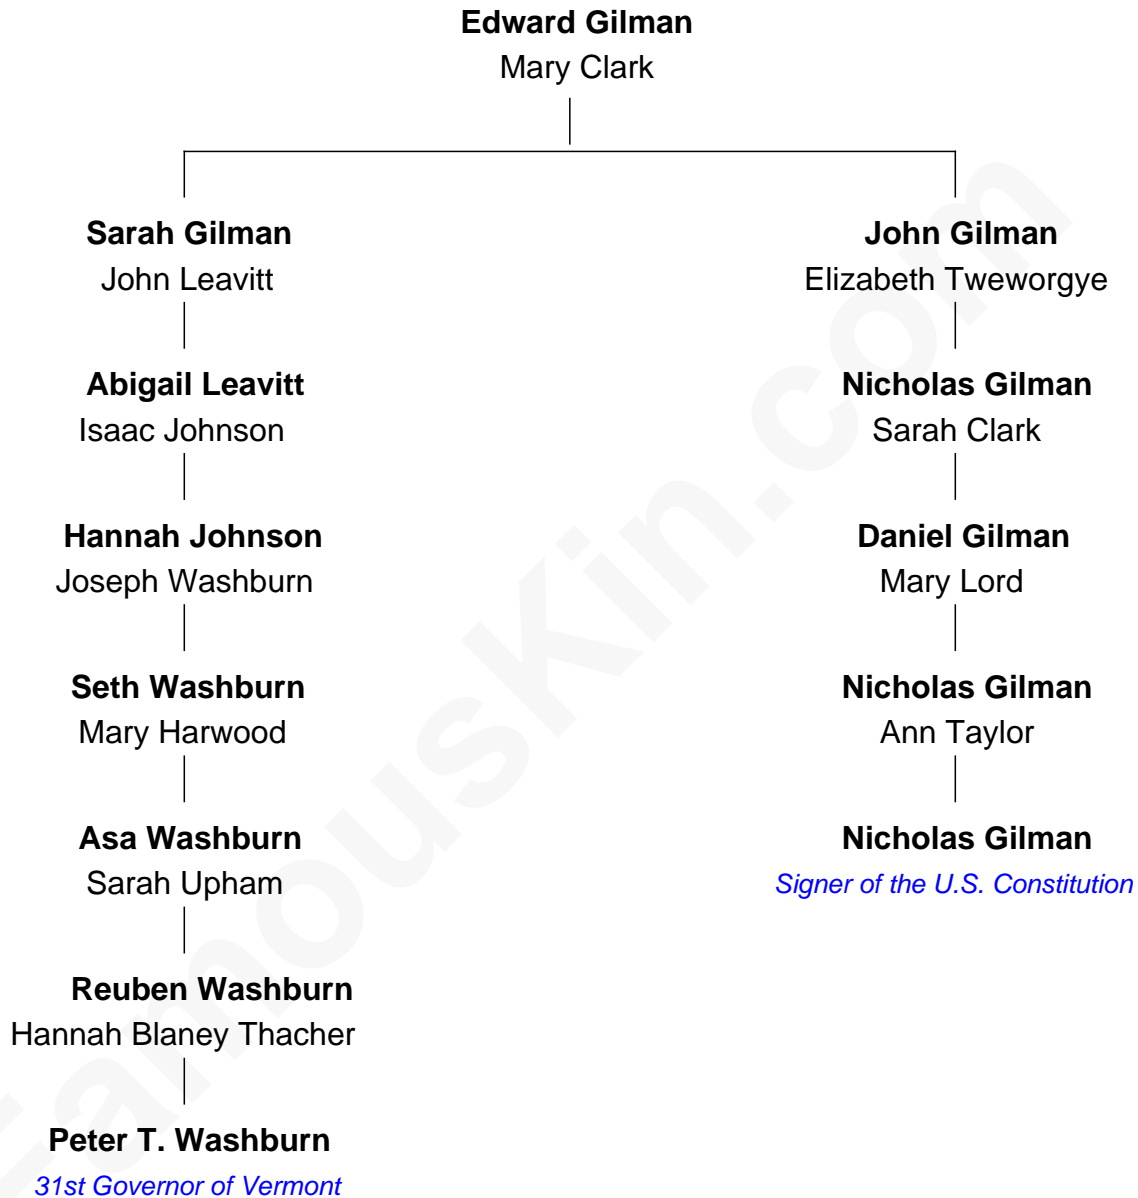 Edward Gilman
Mary Clark
Sarah Gilman
John Leavitt
John Gilman
Elizabeth Tweworgye
Abigail Leavitt
Isaac Johnson
Nicholas Gilman
Sarah Clark
Hannah Johnson
Joseph Washburn
Daniel Gilman
Mary Lord
Seth Washburn
Mary Harwood
Nicholas Gilman
Ann Taylor
Asa Washburn
Sarah Upham
Nicholas Gilman
Signer of the U.S. Constitution
Reuben Washburn
Hannah Blaney Thacher
Peter T. Washburn
31st Governor of Vermont
FamousKin.com